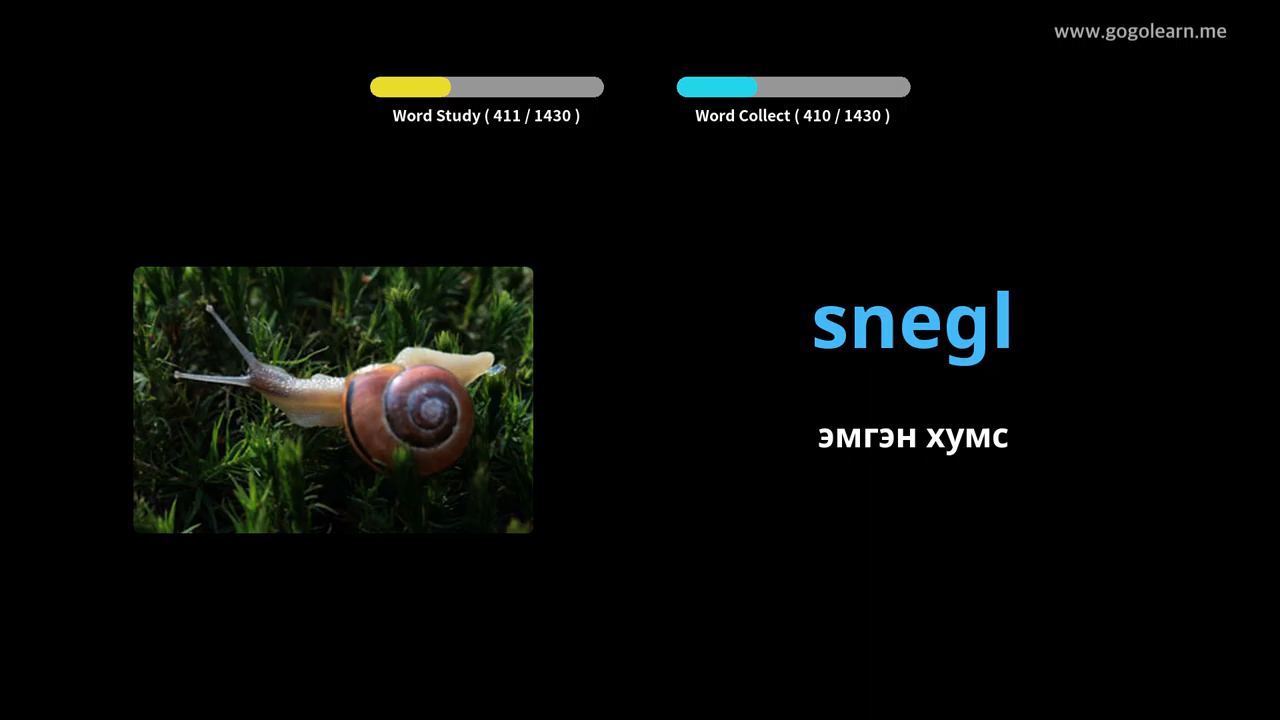 www.gogolearn.me
Word Study ( 411 / 1430 )
Word Collect ( 410 / 1430 )
snegl
эмгэн хумс